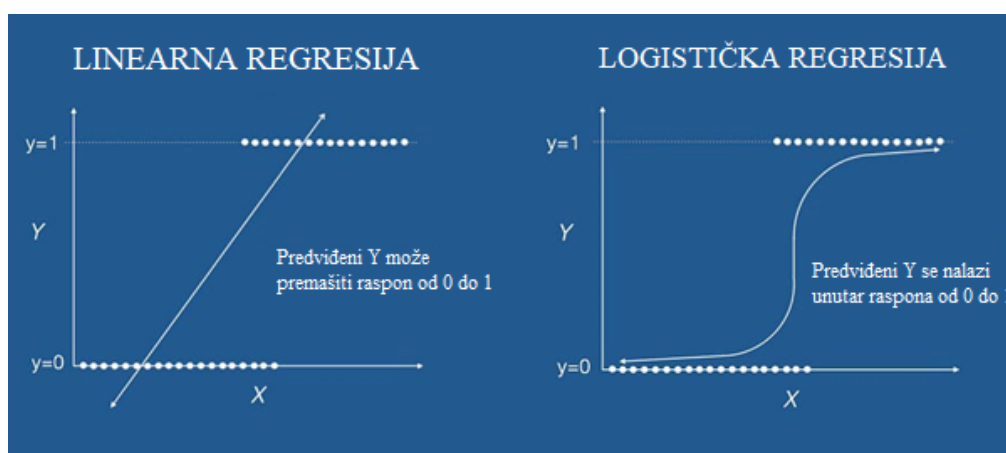 LINEARNA REGRESIJA
y=1
Y
Predviđeni Y može
premašiti raspon od 0 do 1
y=0
X
LOGISTIČKA REGRESIJA
y=1
Y
Predviđeni Y se nalazi
unutar raspona od 0 do
y=0
X